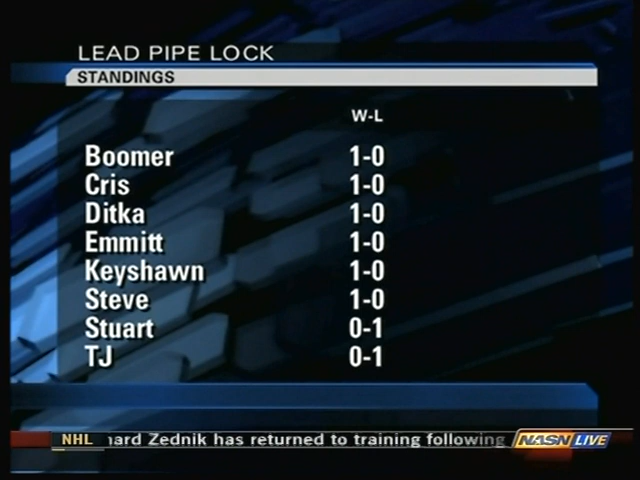 LEAD PIPE LOCK
STANDINGS
W-L
Boomer 1-0
Cris 1-0
Ditka 1-0
Emmitt 1-0
Keyshawn 1-0
Steve 1-0
Stuart 0-1
TJ 0-1
NHL ard Zednik has returned to training following NASN LIVE